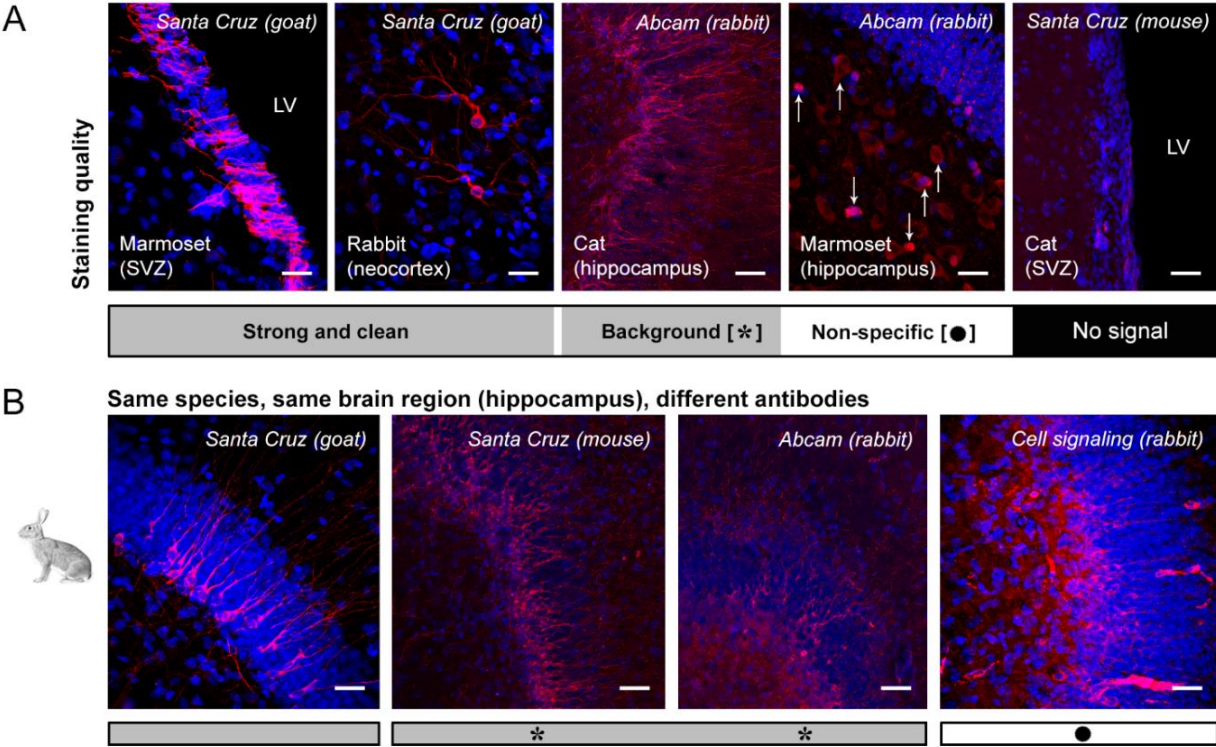 A
Santa Cruz (goat)
Santa Cruz (goat)
Abcam (rabbit)
Abcam (rabbit)
Santa Cruz (mouse)
LV
LV
Staining quality
Marmoset
(SVZ)
Rabbit
(neocortex)
Cat
(hippocampus)
Marmoset
(hippocampus)
Cat
(SVZ)
Strong and clean
Background [*]
Non-specific [●]
No signal
B
Same species, same brain region (hippocampus), different antibodies
Santa Cruz (goat)
Santa Cruz (mouse)
Abcam (rabbit)
Cell signaling (rabbit)
*
*
●